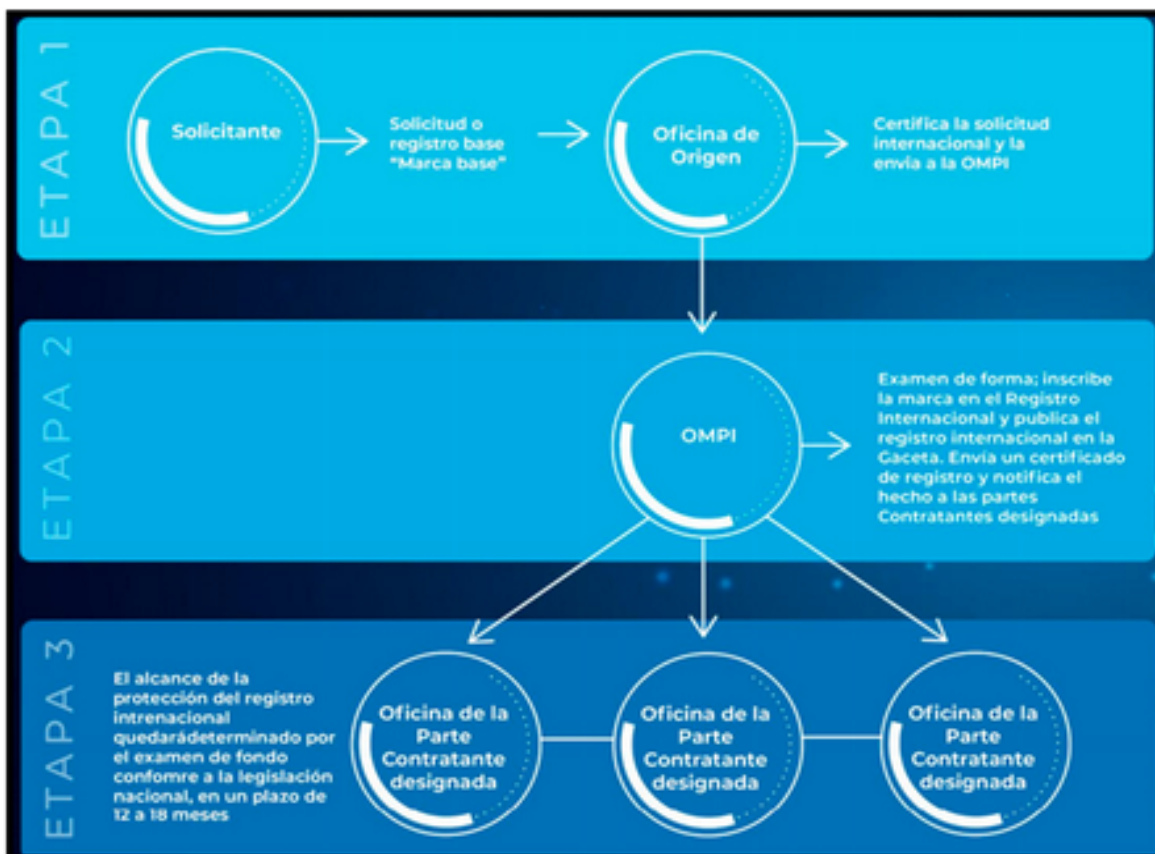 ETAPA 1
Solicitante
Solicitud o
registro base
"Marca base"
Oficina de
Origen
Certifica la solicitud
internacional y la
envía a la OMPI
ETAPA 2
OMPI
Examen de forma; inscribe
la marca en el Registro
Internacional y publica el
registro internacional en la
Gaceta. Envía un certificado
de registro y notifica el
hecho a las partes
Contratantes designadas
ETAPA 3
El alcance de la
protección del registro
intrenacional
quedarádeterminado por
el examen de fondo
confomre a la legislación
nacional, en un plazo de
12 a 18 meses
Oficina de la
Parte
Contratante
designada
Oficina de la
Parte
Contratante
designada
Oficina de la
Parte
Contratante
designada